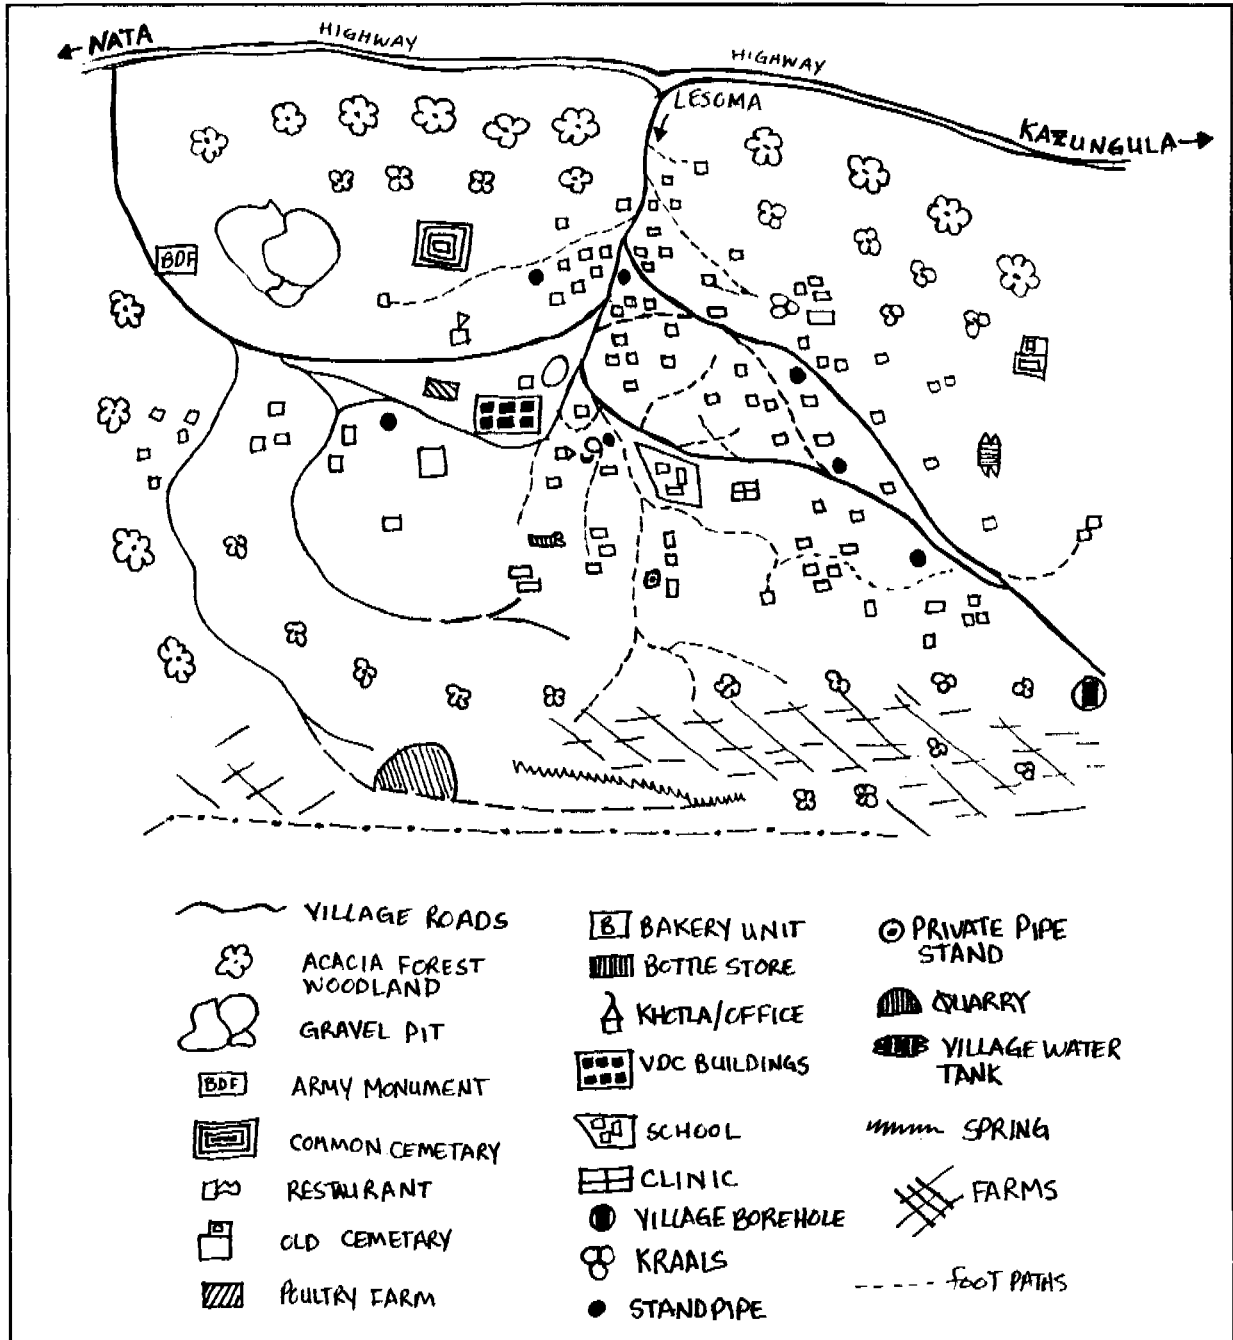 NATA
HIGHWAY
HIGHWAY
LESOMA
KAZUNGULA
BDF
VILLAGE ROADS
ACACIA FOREST
WOODLAND
GRAVEL PIT
BDF
ARMY MONUMENT
COMMON CEMETARY
RESTAURANT
OLD CEMETARY
POULTRY FARM
B
BAKERY UNIT
BOTTLE STORE
KHOTLA/OFFICE
VDC BUILDINGS
SCHOOL
CLINIC
VILLAGE BOREHOLE
KRAALS
STANDPIPE
PRIVATE PIPE
STAND
QUARRY
VILLAGE WATER
TANK
SPRING
FARMS
FOOT PATHS